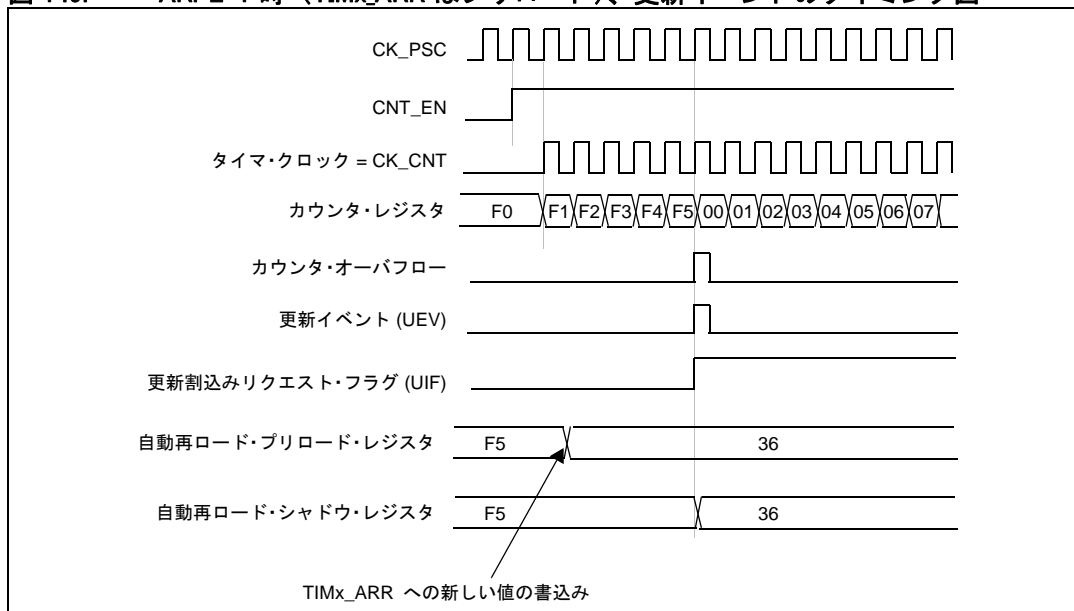 CK_PSC
CNT_EN
タイマ・クロック = CK_CNT
カウンタ・レジスタ F0 F1 F2 F3 F4 F5 00 01 02 03 04 05 06 07
カウンタ・オーバフロー
更新イベント (UEV)
更新割込みリクエスト・フラグ (UIF)
自動再ロード・プリロード・レジスタ F5 36
自動再ロード・シャドウ・レジスタ F5 36
TIMx_ARR への新しい値の書込み